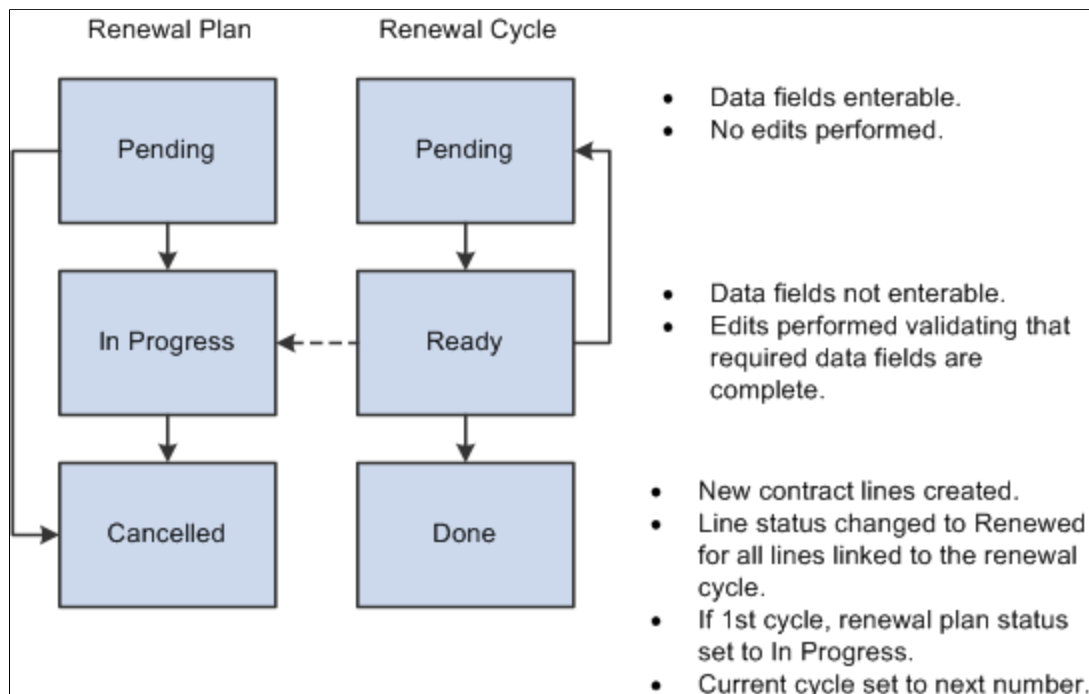 Renewal Plan
Renewal Cycle
Pending
Pending
• Data fields enterable.
• No edits performed.
In Progress
Ready
• Data fields not enterable.
• Edits performed validating that
required data fields are
complete.
Cancelled
Done
• New contract lines created.
• Line status changed to Renewed
for all lines linked to the renewal
cycle.
• If 1st cycle, renewal plan status
set to In Progress.
• Current cycle set to next number.